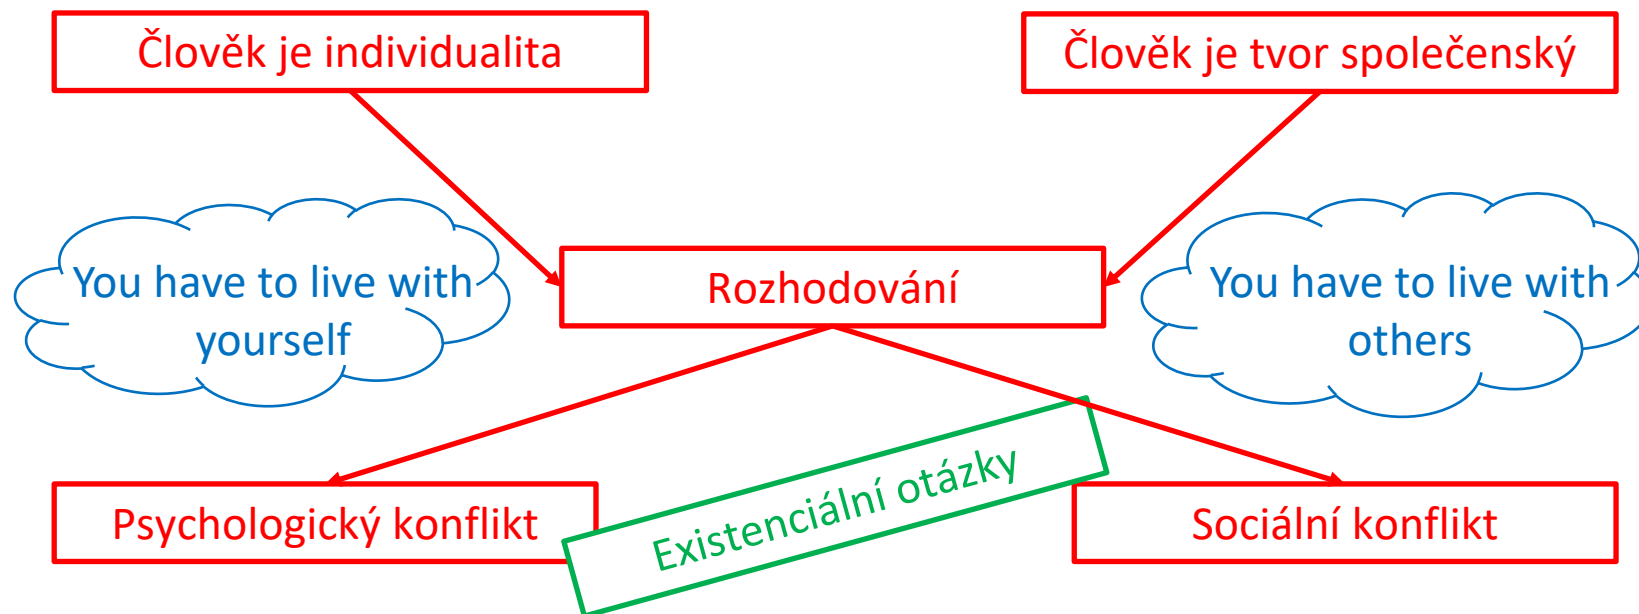 Člověk je individualita
Člověk je tvor společenský
You have to live with
yourself
Rozhodování
You have to live with
others
Psychologický konflikt
Existenciální otázky
Sociální konflikt